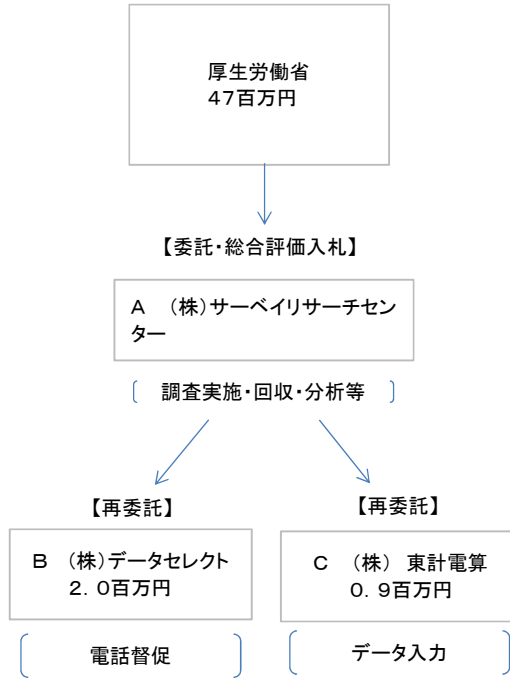 厚生労働省
47百万円
【委託・総合評価入札】
A (株)サーベイリサーチセン
ター
調査実施・回収・分析等
【再委託】
【再委託】
B (株)データセレクト
2.0百万円
C (株) 東計電算
0.9百万円
電話督促
データ入力